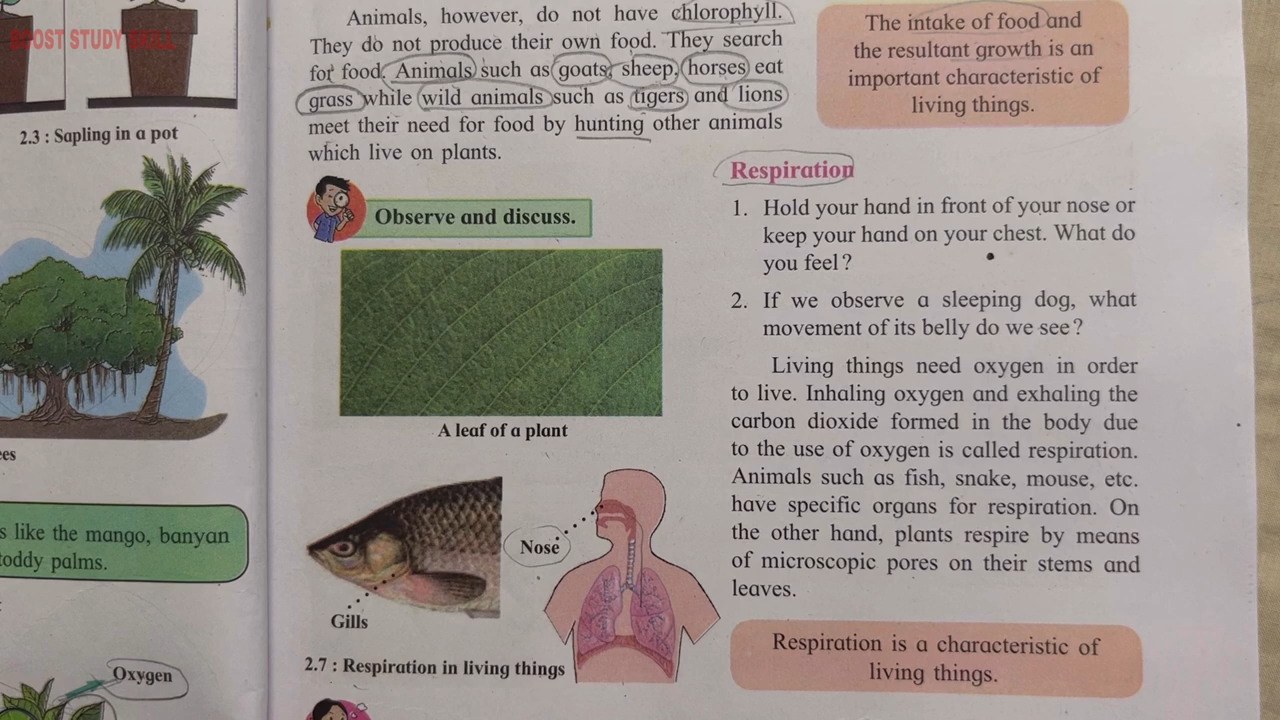 BOOST STUDY SKILL
2.3 : Sapling in a pot
ees
s like the mango, banyan
toddy palms.
Oxygen
Animals, however, do not have chlorophyll.
They do not produce their own food. They search
for food. Animals such as goats, sheep, horses eat
grass while wild animals such as tigers and lions
meet their need for food by hunting other animals
which live on plants.
Observe and discuss.
A leaf of a plant
Nose
Gills
2.7 : Respiration in living things
The intake of food and
the resultant growth is an
important characteristic of
living things.
Respiration
1. Hold your hand in front of your nose or
keep your hand on your chest. What do
you feel?
2. If we observe a sleeping dog, what
movement of its belly do we see?
Living things need oxygen in order
to live. Inhaling oxygen and exhaling the
carbon dioxide formed in the body due
to the use of oxygen is called respiration.
Animals such as fish, snake, mouse, etc.
have specific organs for respiration. On
the other hand, plants respire by means
of microscopic pores on their stems and
leaves.
Respiration is a characteristic of
living things.